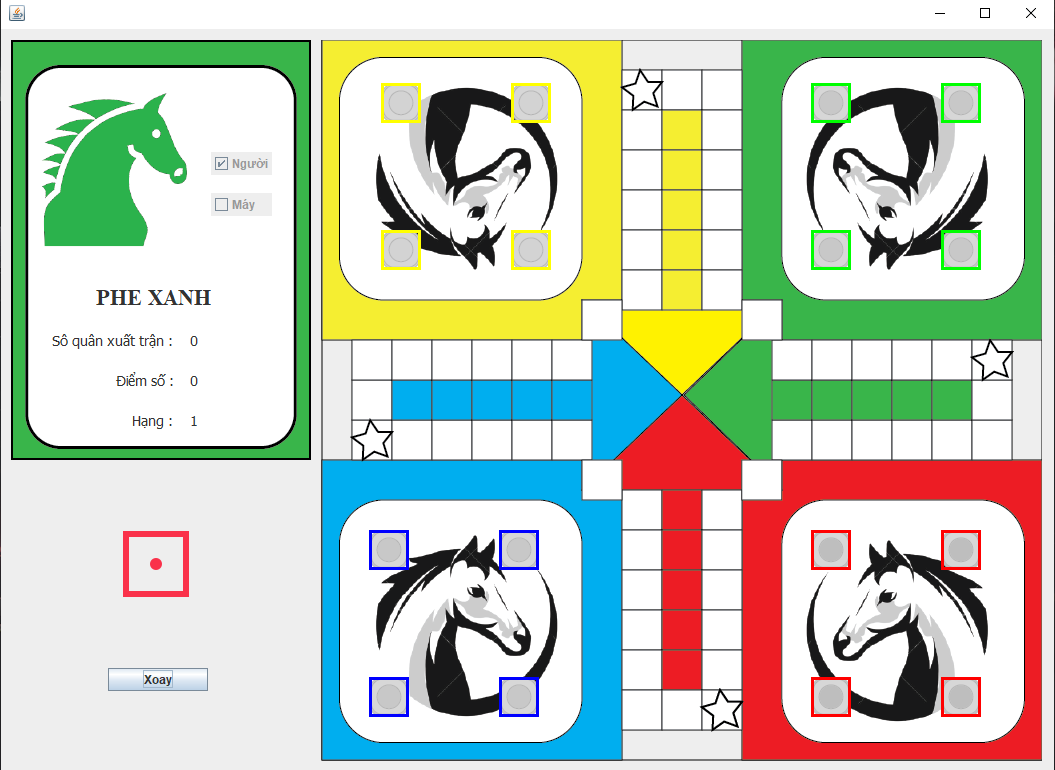 Người
Máy
PHE XANH
Sô quân xuất trận : 0
Điểm số : 0
Hạng : 1
Xoay